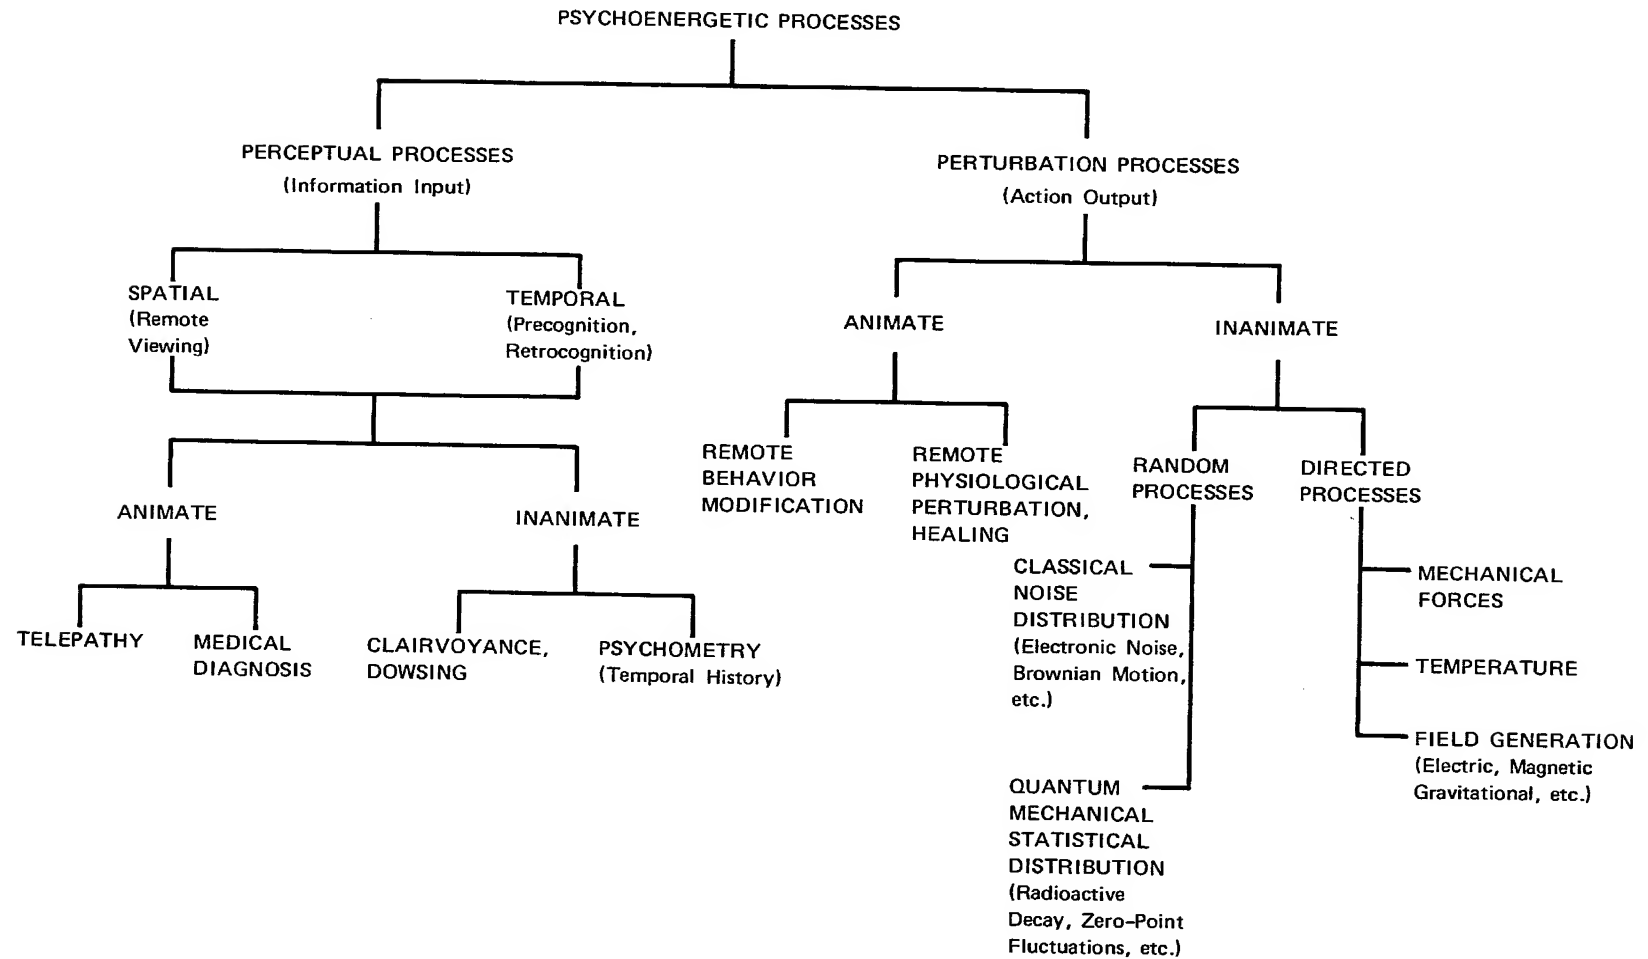 PSYCHOENERGETIC PROCESSES
PERCEPTUAL PROCESSES
(Information Input)
PERTURBATION PROCESSES
(Action Output)
SPATIAL
(Remote
Viewing)
TEMPORAL
(Precognition,
Retrocognition)
ANIMATE
INANIMATE
ANIMATE
INANIMATE
TELEPATHY
MEDICAL
DIAGNOSIS
CLAIRVOYANCE,
DOWSING
PSYCHOMETRY
(Temporal History)
REMOTE
BEHAVIOR
MODIFICATION
REMOTE
PHYSIOLOGICAL
PERTURBATION,
HEALING
RANDOM
PROCESSES
DIRECTED
PROCESSES
CLASSICAL
NOISE
DISTRIBUTION
(Electronic Noise,
Brownian Motion,
etc.)
QUANTUM
MECHANICAL
STATISTICAL
DISTRIBUTION
(Radioactive
Decay, Zero-Point
Fluctuations, etc.)
MECHANICAL
FORCES
TEMPERATURE
FIELD GENERATION
(Electric, Magnetic
Gravitational, etc.)